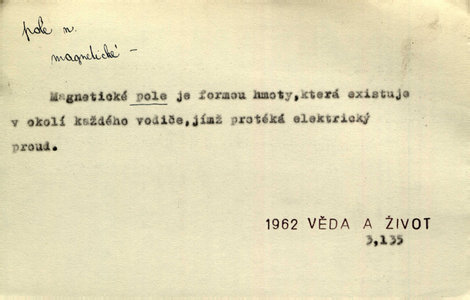 pole n.
magnetické –
Magnetické pole je formou hmoty,která existuje
v okolí každého vodiče,jímž protéká elektrický
proud.
1962 VĚDA A ŽIVOT
3,135